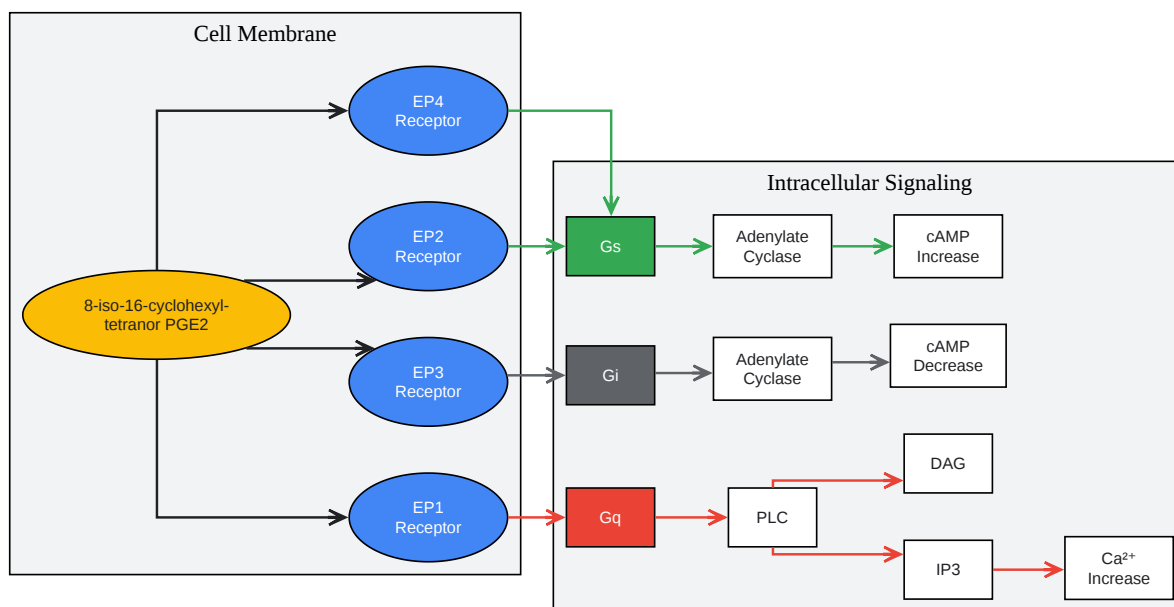 Cell Membrane
EP4
Receptor
Intracellular Signaling
EP2
Receptor
Gs
Adenylate
Cyclase
cAMP
Increase
8-iso-16-cyclohexyl-
tetranor PGE2
EP3
Receptor
Gi
Adenylate
Cyclase
cAMP
Decrease
DAG
EP1
Receptor
Gq
PLC
IP3
Ca²⁺
Increase